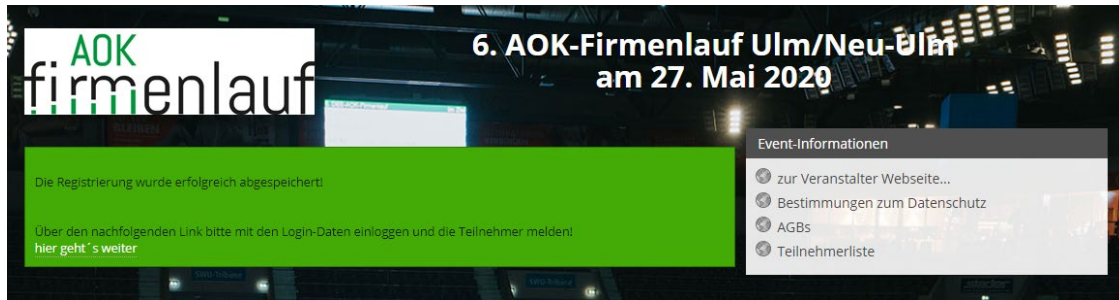 AOK
firmenlauf
6. AOK-Firmenlauf Ulm/Neu-Ulm
am 27. Mai 2020
Die Registrierung wurde erfolgreich abgespeichert!
Über den nachfolgenden Link bitte mit den Login-Daten einloggen und die Teilnehmer melden!
hier geht´s weiter
Event-Informationen
zur Veranstalter Webseite...
Bestimmungen zum Datenschutz
AGBs
Teilnehmerliste
SWU Tribüne